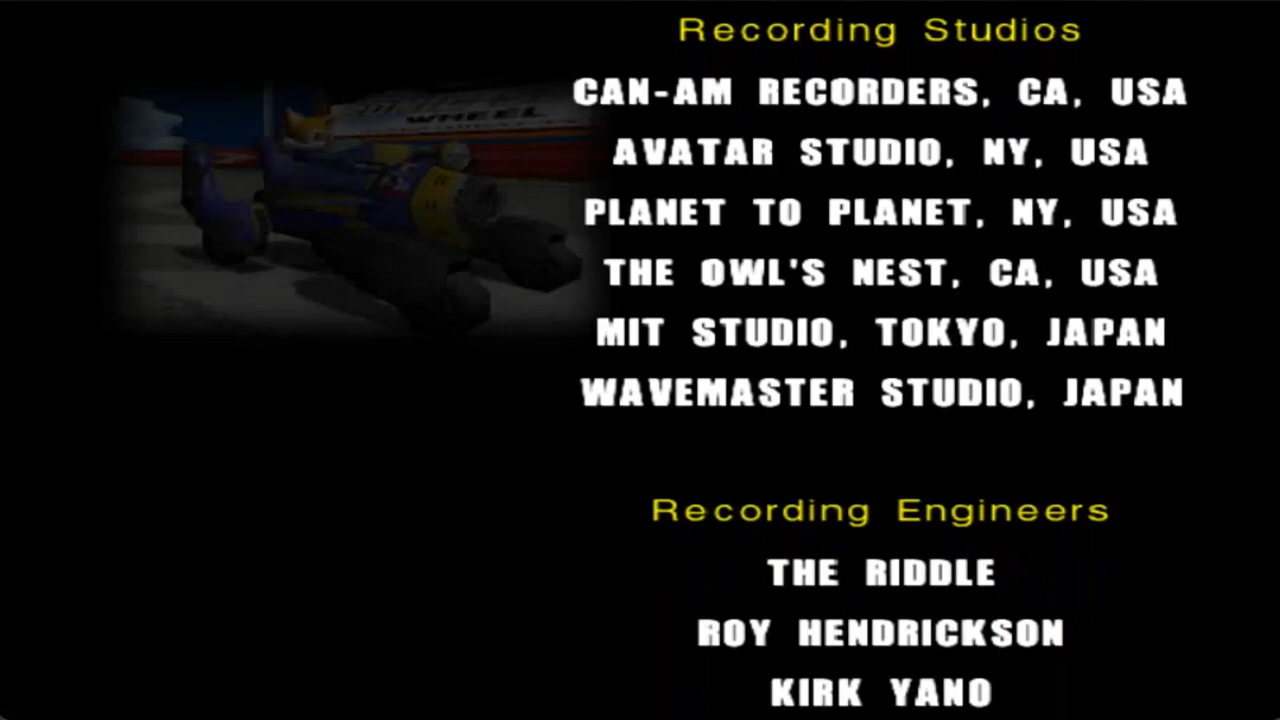 Recording Studios
CAN-AM RECORDERS, CA, USA
WHEEL
AVATAR STUDIO, NY, USA
PLANET TO PLANET, NY, USA
THE OWL'S NEST, CA, USA
MIT STUDIO, TOKYO, JAPAN
WAVEMASTER STUDIO, JAPAN
Recording Engineers
THE RIDDLE
ROY HENDRICKSON
KIRK YANO